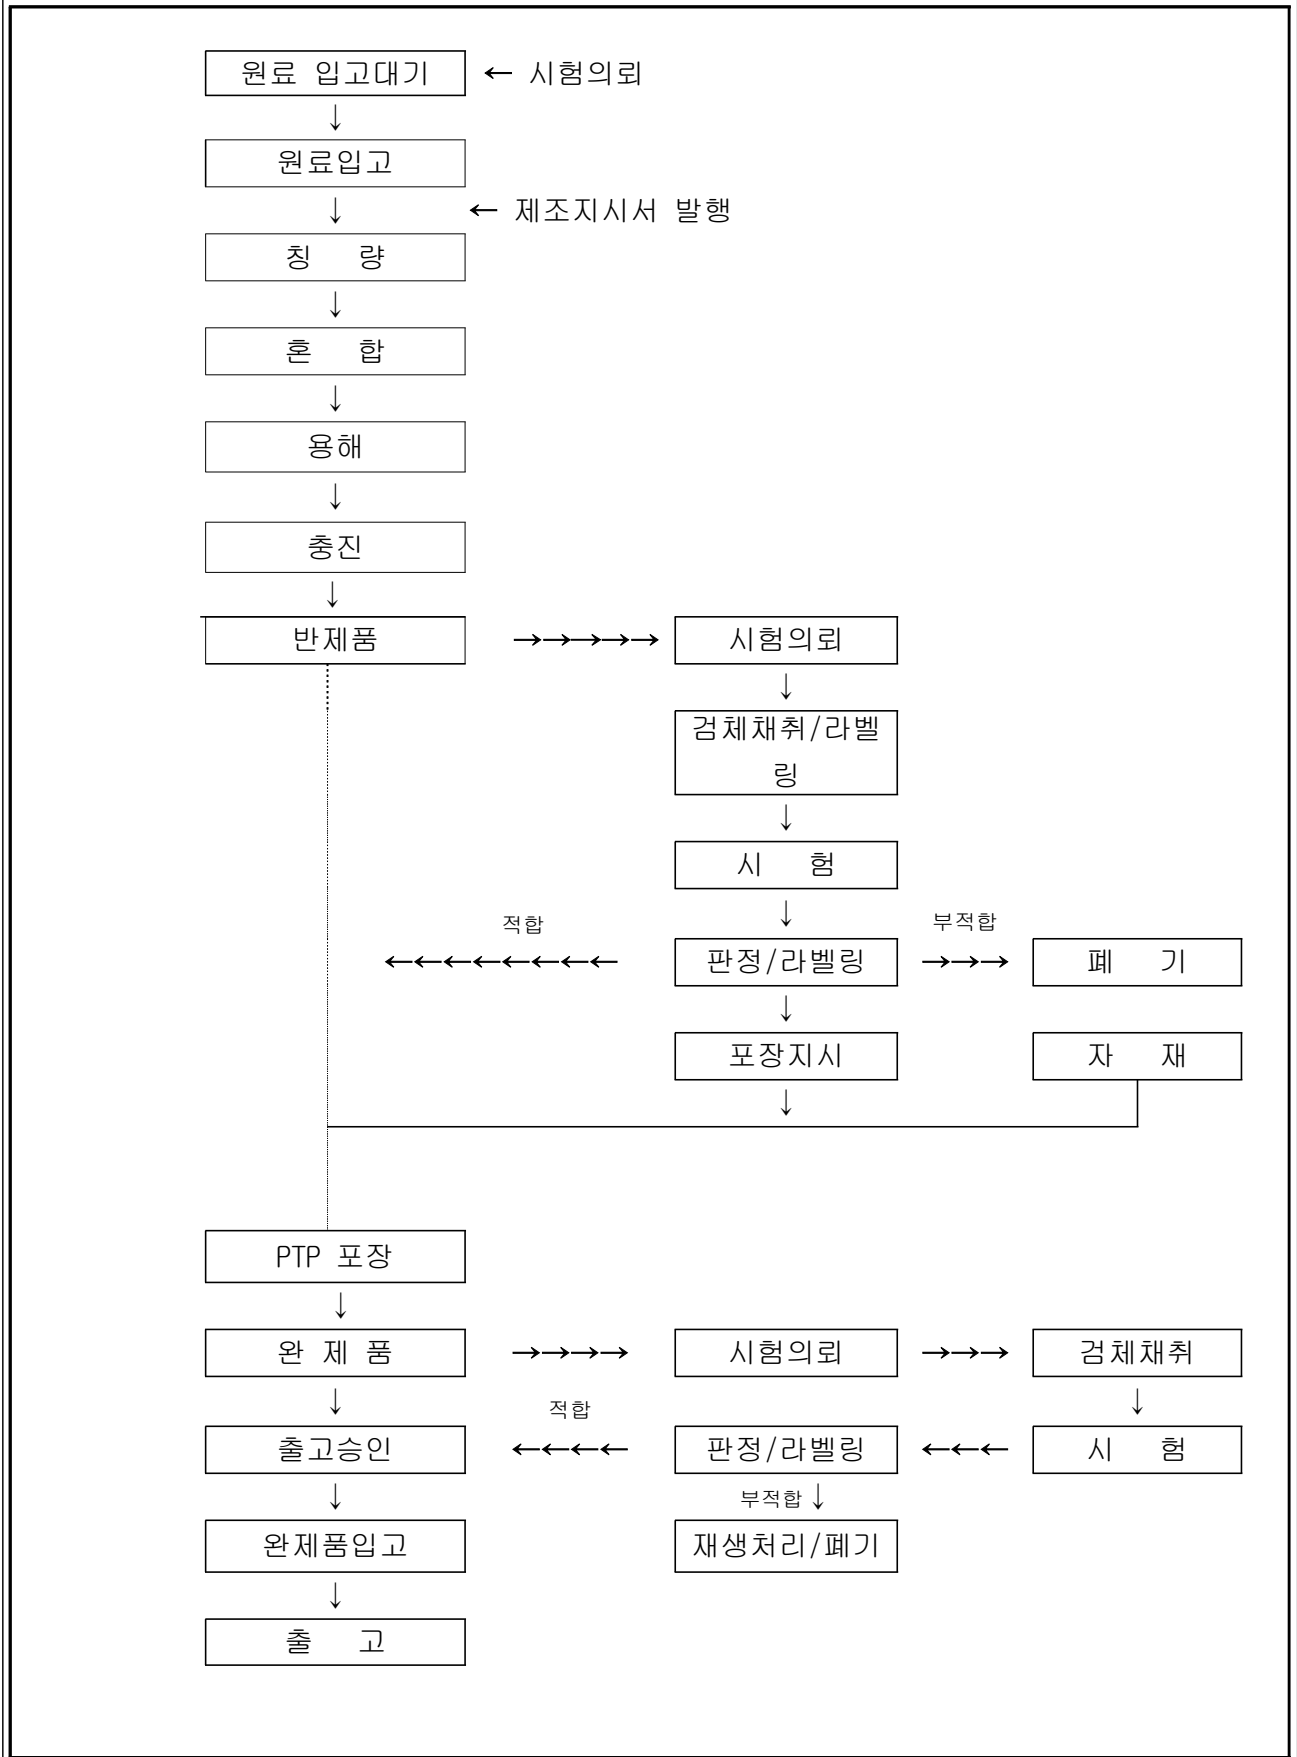 원료 입고대기 ← 시험의뢰
↓
원료입고
↓ ← 제조지시서 발행
칭 량
↓
혼 합
↓
용해
↓
충진
↓
반제품 →→→→→ 시험의뢰
↓
검체채취/라벨
링
↓
시 험
↓
적합 부적합
←←←←←←←← 판정/라벨링 →→→ 폐 기
↓
포장지시 자 재
↓
PTP 포장
↓
완 제 품 →→→→ 시험의뢰 →→→ 검체채취
↓ 적합 ↓
출고승인 ←←←← 판정/라벨링 ←←← 시 험
↓ 부적합 ↓
완제품입고 재생처리/폐기
↓
출 고